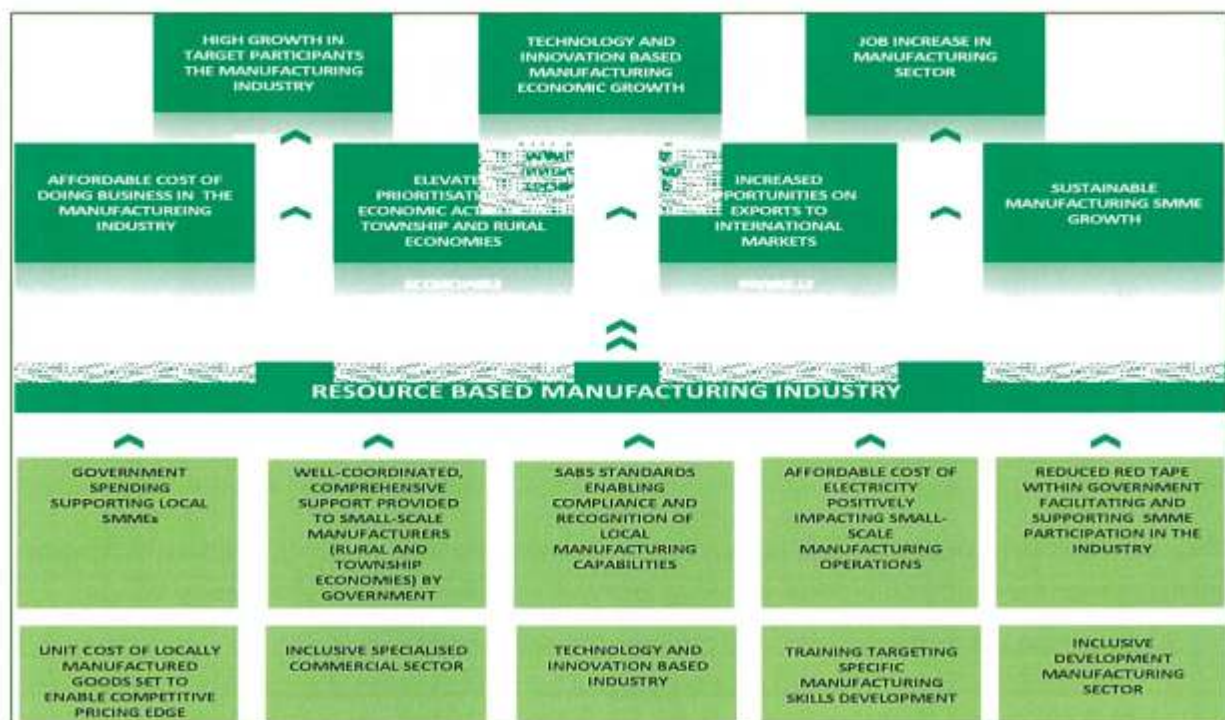 HIGH GROWTH IN
TARGET PARTICIPANTS
THE MANUFACTURING
INDUSTRY
TECHNOLOGY AND
INNOVATION BASED
MANUFACTURING
ECONOMIC GROWTH
JOB INCREASE IN
MANUFACTURING
SECTOR
AFFORDABLE COST OF
DOING BUSINESS IN THE
MANUFACTUREING
INDUSTRY
ELEVATE
PRIORITISAT
ECONOMIC ACT
TOWNSHIP AND RURAL
ECONOMIES
INCREASED
PORTUNITIES ON
EXPORTS TO
INTERNATIONAL
MARKETS
SUSTAINABLE
MANUFACTURING SMME
GROWTH
RESOURCE BASED MANUFACTURING INDUSTRY
GOVERNMENT
SPENDING
SUPPORTING LOCAL
SMMEs
WELL-COORDINATED,
COMPREHENSIVE
SUPPORT PROVIDED
TO SMALL-SCALE
MANUFACTURERS
(RURAL AND
TOWNSHIP
ECONOMIES) BY
GOVERNMENT
SABS STANDARDS
ENABLING
COMPLIANCE AND
RECOGNITION OF
LOCAL
MANUFACTURING
CAPABILITIES
AFFORDABLE COST OF
ELECTRICITY
POSITIVELY
IMPACTING SMALL-
SCALE
MANUFACTURING
OPERATIONS
REDUCED RED TAPE
WITHIN GOVERNMENT
FACILITATING AND
SUPPORTING SMME
PARTICIPATION IN THE
INDUSTRY
UNIT COST OF LOCALLY
MANUFACTURED
GOODS SET TO
ENABLE COMPETITIVE
PRICING EDGE
INCLUSIVE SPECIALISED
COMMERCIAL SECTOR
TECHNOLOGY AND
INNOVATION BASED
INDUSTRY
TRAINING TARGETING
SPECIFIC
MANUFACTURING
SKILLS DEVELOPMENT
INCLUSIVE
DEVELOPMENT
MANUFACTURING
SECTOR